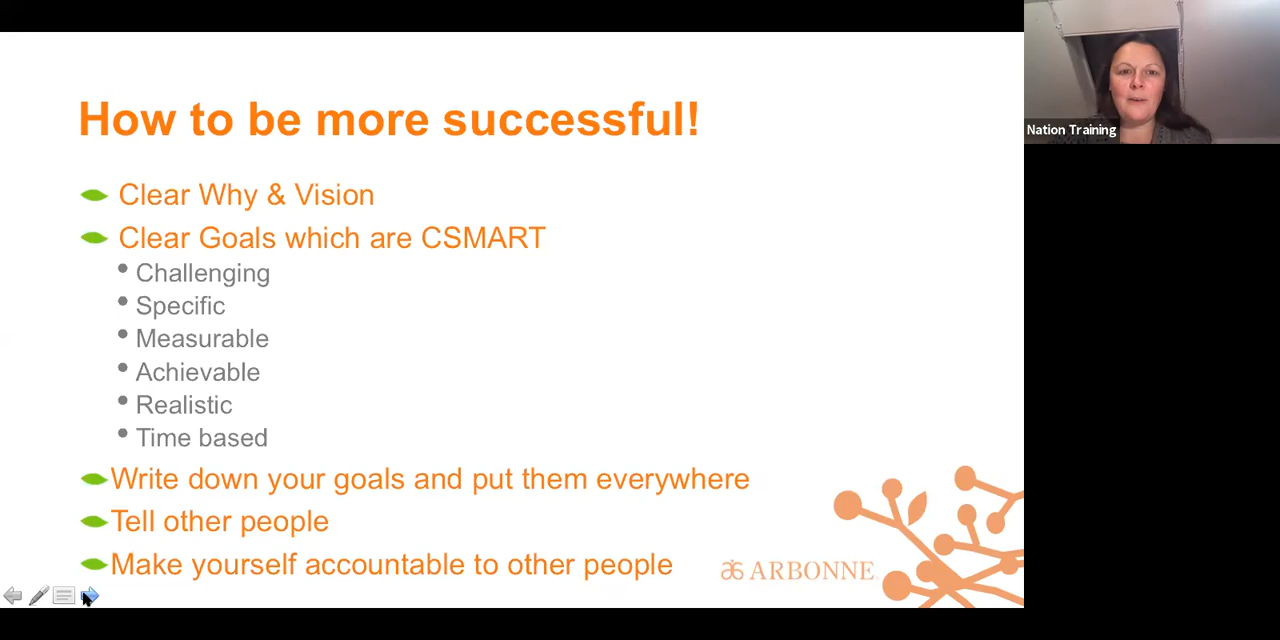 How to be more successful!
Clear Why & Vision
Clear Goals which are CSMART
Challenging
Specific
Measurable
Achievable
Realistic
Time based
Write down your goals and put them everywhere
Tell other people
Make yourself accountable to other people
ARBONNE
Nation Training